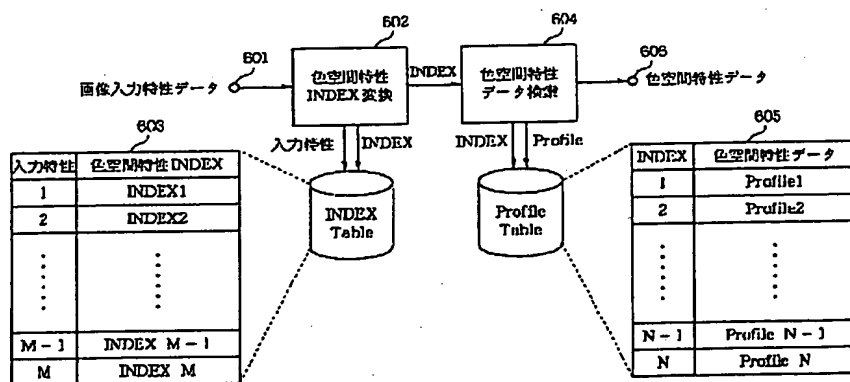 602
604
601
606
画像入力特性データ
色空間特性
INDEX変換
INDEX
色空間特性
データ検索
色空間特性データ
603
入力特性
INDEX
INDEX
Profile
605
入力特性 色空間特性INDEX
1 INDEX1
2 INDEX2
M-1 INDEX M-1
M INDEX M
INDEX
Table
Profile
Table
INDEX 色空間特性データ
1 Profile1
2 Profile2
N-1 Profile N-1
N Profile N